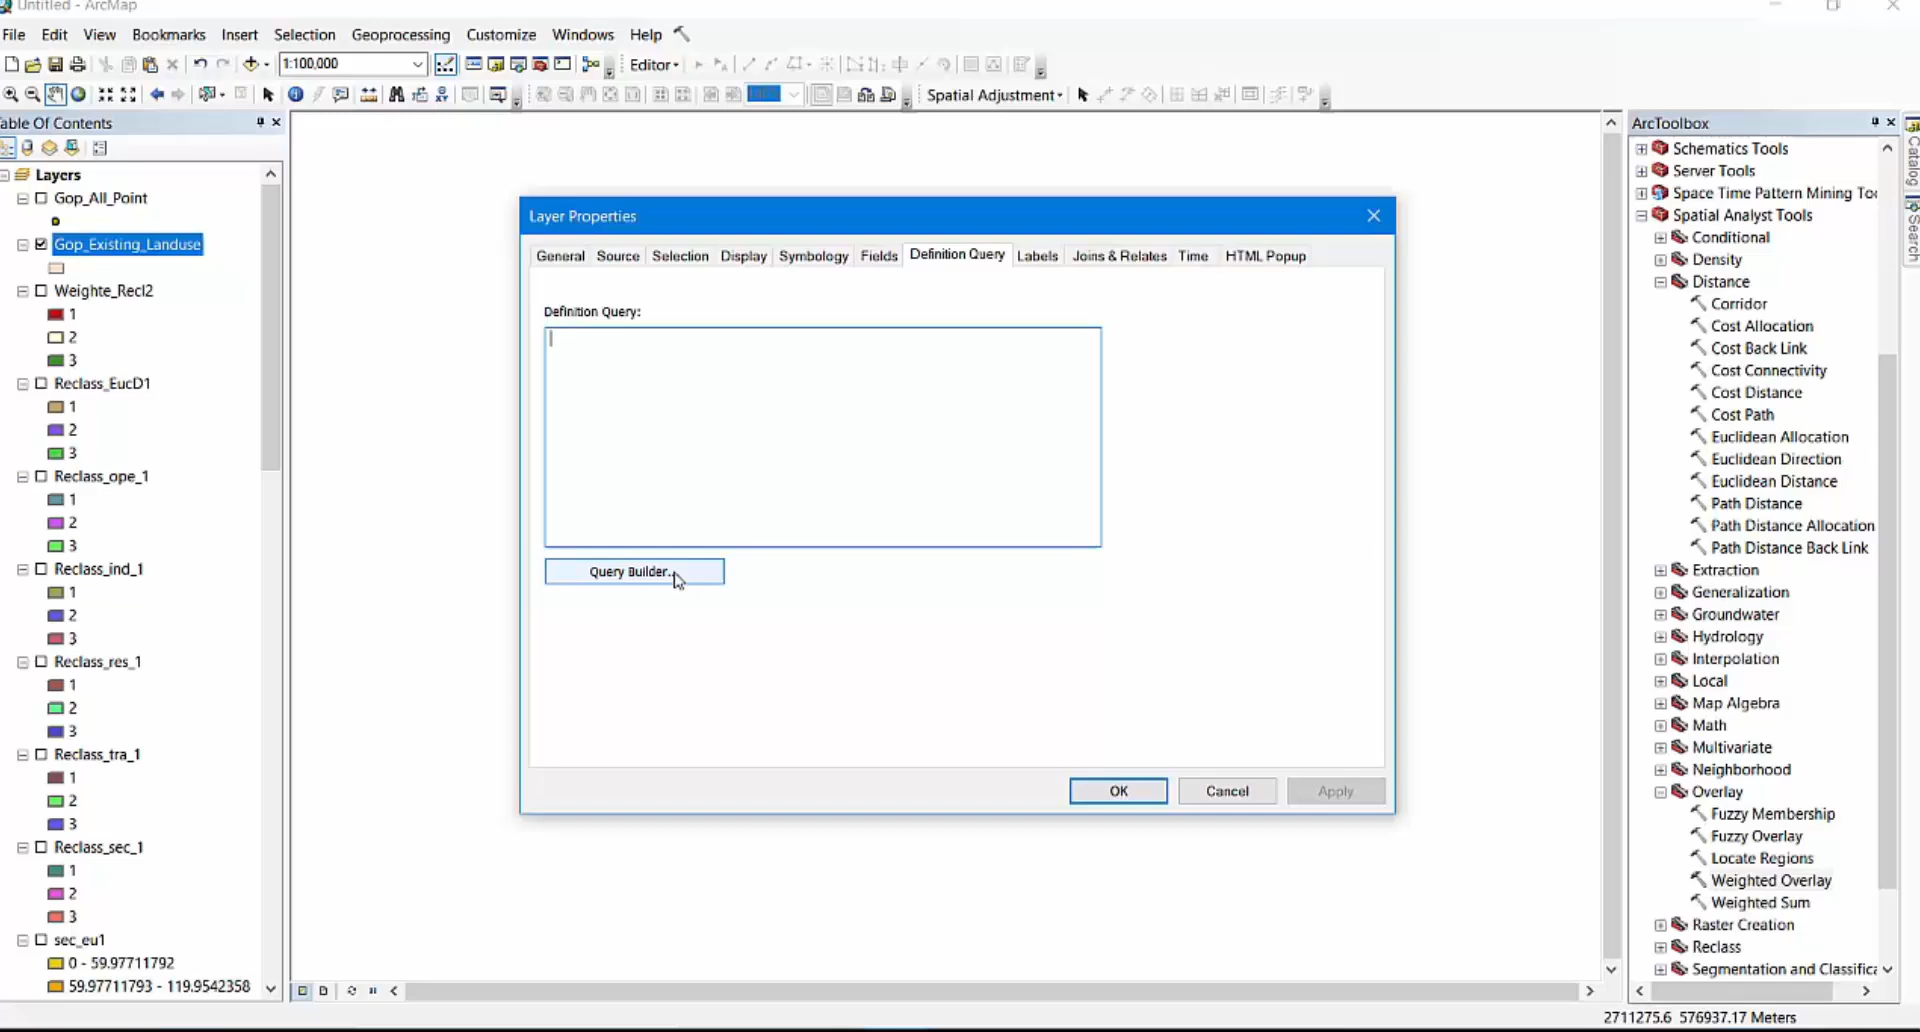 Untitled - ArcMap
File Edit View Bookmarks Insert Selection Geoprocessing Customize Windows Help
1:100,000
Editor
Spatial Adjustment
able Of Contents
Layers
Gop_All_Point
Gop_Existing_Landuse
Weighte_Recl2
1
2
3
Reclass_EucD1
1
2
3
Reclass_ope_1
1
2
3
Reclass_ind_1
1
2
3
Reclass_res_1
1
2
3
Reclass_tra_1
1
2
3
Reclass_sec_1
1
2
3
sec_eu1
0 - 59.97711792
59.97711793 - 119.9542358
Layer Properties
General Source Selection Display Symbology Fields Definition Query Labels Joins & Relates Time HTML Popup
Definition Query:
Query Builder...
OK Cancel Apply
ArcToolbox
Schematics Tools
Server Tools
Space Time Pattern Mining Too
Spatial Analyst Tools
Conditional
Density
Distance
Corridor
Cost Allocation
Cost Back Link
Cost Connectivity
Cost Distance
Cost Path
Euclidean Allocation
Euclidean Direction
Euclidean Distance
Path Distance
Path Distance Allocation
Path Distance Back Link
Extraction
Generalization
Groundwater
Hydrology
Interpolation
Local
Map Algebra
Math
Multivariate
Neighborhood
Overlay
Fuzzy Membership
Fuzzy Overlay
Locate Regions
Weighted Overlay
Weighted Sum
Raster Creation
Reclass
Segmentation and Classifica
Catalog
Search
2711275.6 576937.17 Meters